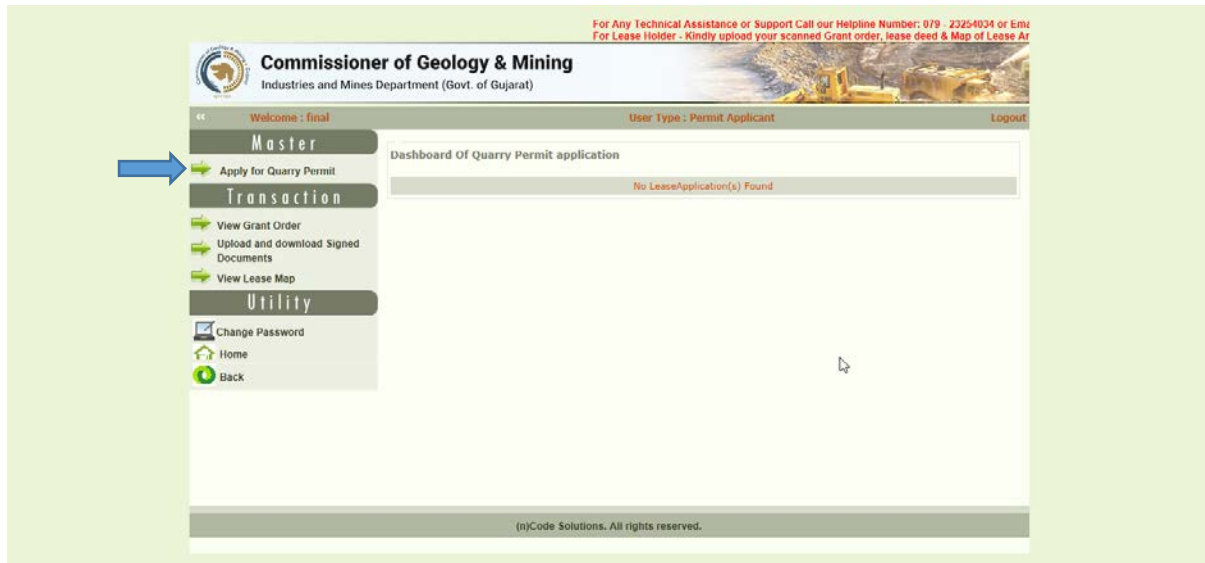 For Any Technical Assistance or Support Call our Helpline Number: 079 - 23254034 or Ema
For Lease Holder - Kindly upload your scanned Grant order, lease deed & Map of Lease Ar
Commissioner of Geology & Mining
Industries and Mines Department (Govt. of Gujarat)
Welcome : final
User Type : Permit Applicant
Logout
Master
Apply for Quarry Permit
Transaction
View Grant Order
Upload and download Signed
Documents
View Lease Map
Utility
Change Password
Home
Back
Dashboard Of Quarry Permit application
No LeaseApplication(s) Found
(n)Code Solutions. All rights reserved.